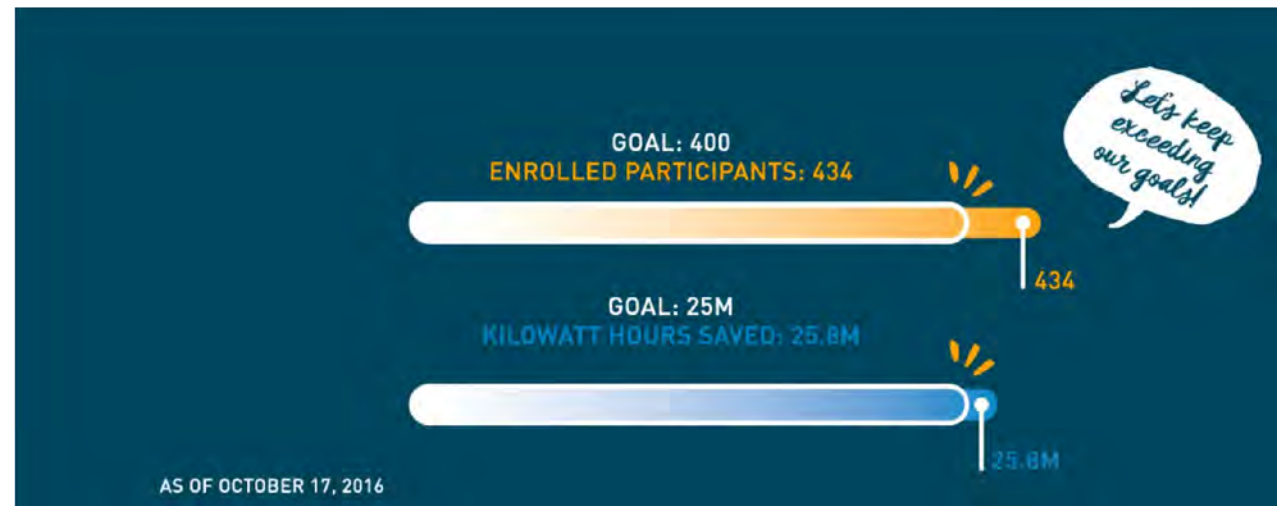 Let's keep
exceeding
our goals!
GOAL: 400
ENROLLED PARTICIPANTS: 434
434
GOAL: 25M
KILOWATT HOURS SAVED: 25.8M
25.8M
AS OF OCTOBER 17, 2016